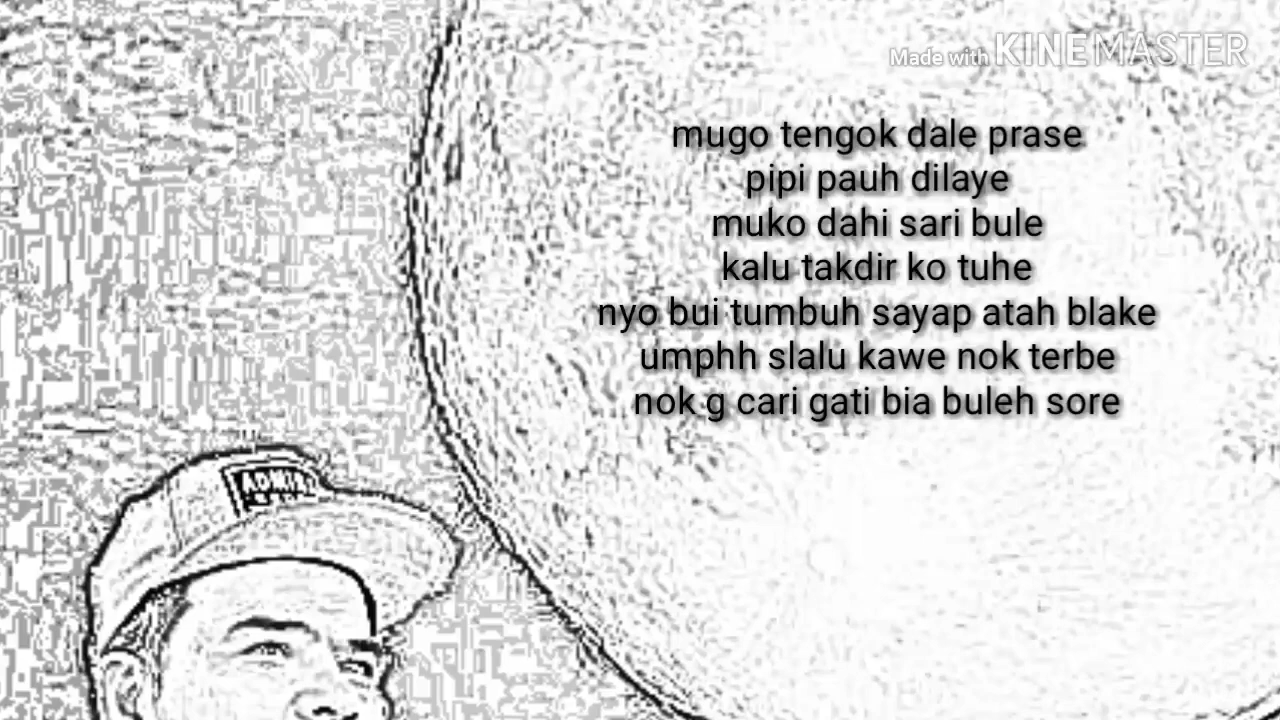 Made with KINEMASTER
mugo tengok dale prase
pipi pauh dilaye
muko dahi sari bule
kalu takdir ko tuhe
nyo bui tumbuh sayap atah blake
umphh slalu kawe nok terbe
nok g cari gati bia buleh sore